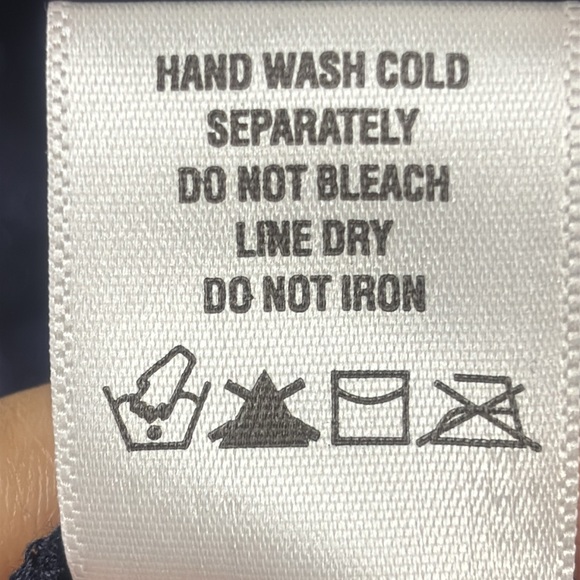 HAND WASH COLD
SEPARATELY
DO NOT BLEACH
LINE DRY
DO NOT IRON